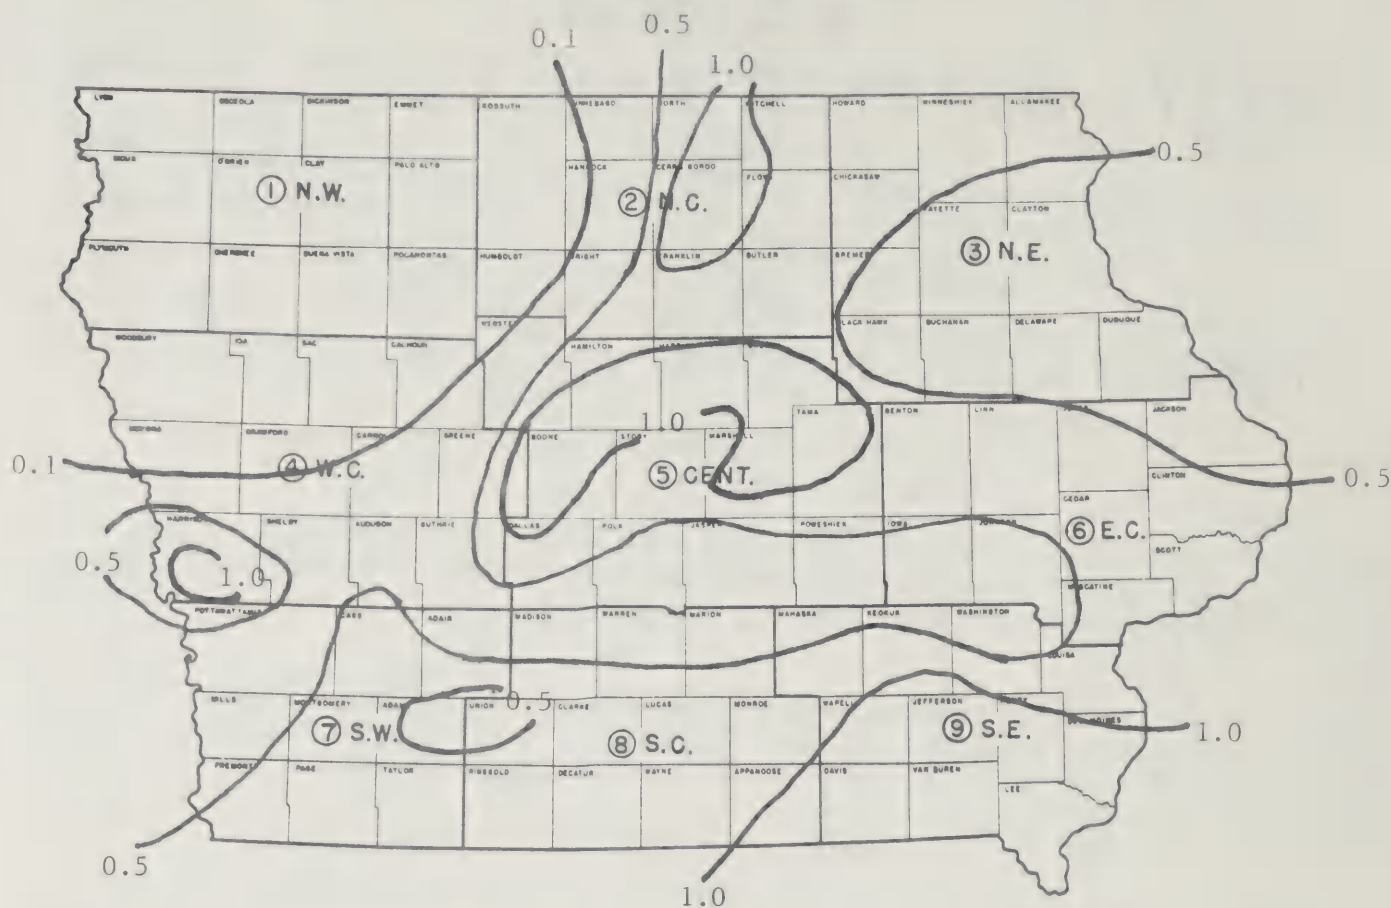 0.1 0.5 1.0
LYON OSCEOLA DICKINSON EMMET KOSSUTH WINNEBAGO WORTH MITCHELL HOWARD WINNESHIEK ALLAMAKEE
0.5
SIOUX O'BRIEN CLAY PALO ALTO HANCOCK CERRO GORDO FLOYD CHICKASAW
① N.W. ② N.C. FAYETTE CLAYTON
③ N.E.
PLYMOUTH CHEROKEE BUENA VISTA POCAHONTAS HUMBOLDT WRIGHT FRANKLIN BUTLER BREMER
WEBSTER BLACK HAWK BUCHANAN DELAWARE DUBUQUE
WOODBURY IDA SAC CALHOUN HAMILTON HARD
1.0 TAMA BENTON LINN JACKSON
CRAWFORD CARROLL GREENE BOONE STORY MARSHALL
0.1 ④ W.C. ⑤ CENT. CLINTON 0.5
CEDAR
HARRISON SHELBY AUDUBON GUTHRIE DALLAS POLK JASPER POWESHIEK IOWA JOHNSON ⑥ E.C.
SCOTT
0.5 1.0 MUSCATINE
POTTAWATTAMIE CASS ADAIR MADISON WARREN MARION MAHASKA KEOKUK WASHINGTON
LOUISA
MILLS MONTGOMERY ADAMS UNION 0.5 CLARKE LUCAS MONROE WAPELLO JEFFERSON HENRY DES MOINES
⑦ S.W. ⑧ S.C. ⑨ S.E. 1.0
FREMONT PAGE TAYLOR RINGGOLD DECATUR WAYNE APPANOOSE DAVIS VAN BUREN
LEE
0.5
1.0